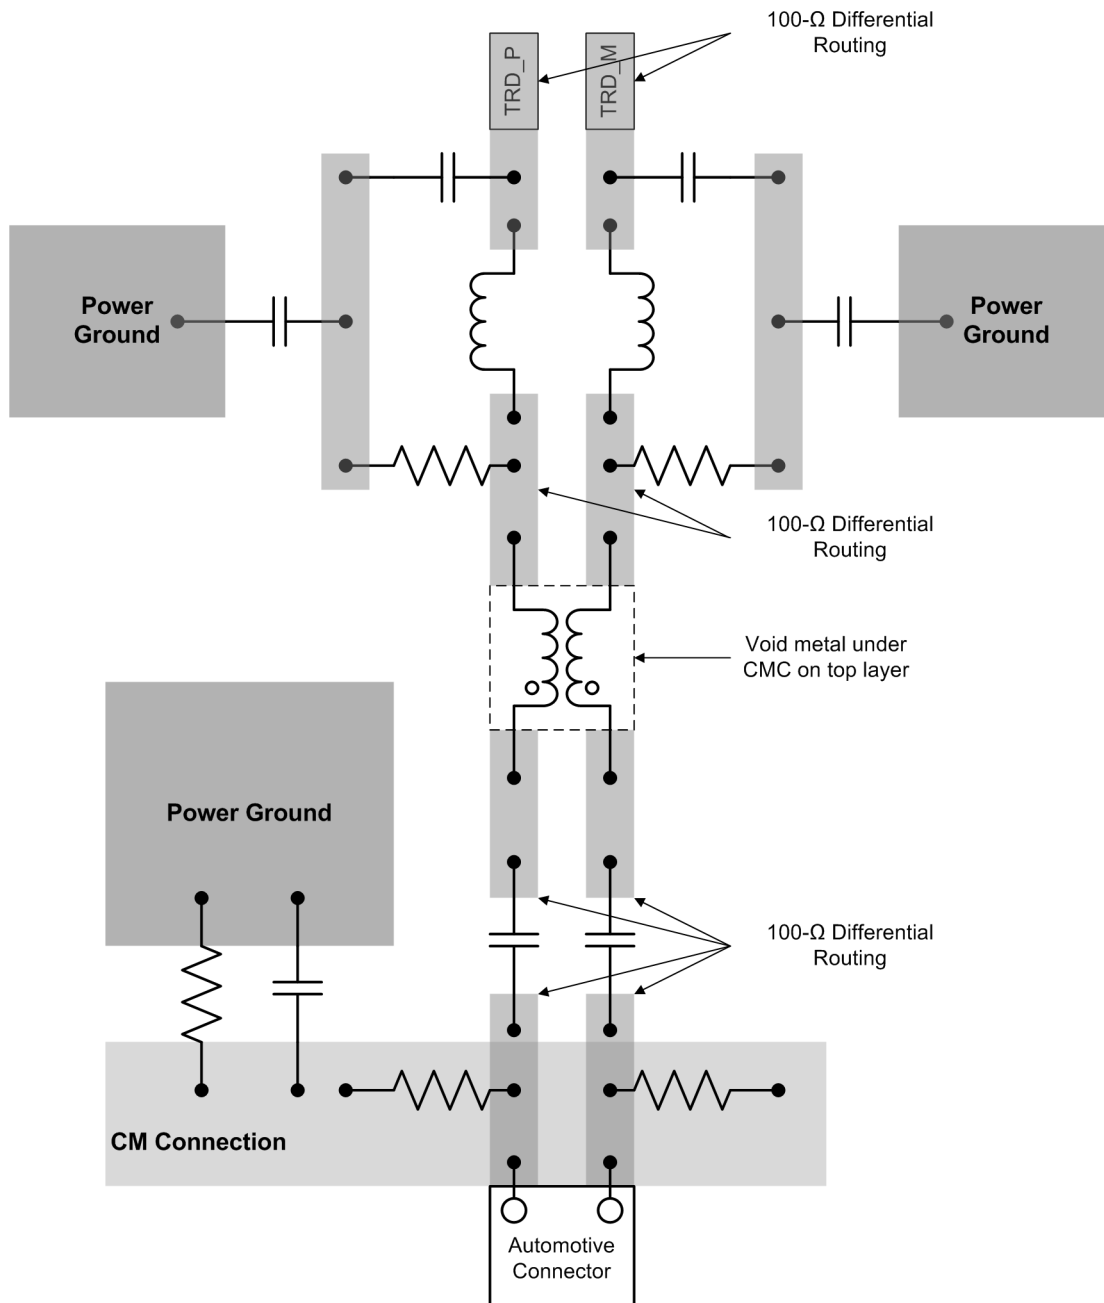 100-Ω Differential
Routing
TRD_P
TRD_M
Power
Ground
Power
Ground
100-Ω Differential
Routing
Void metal under
CMC on top layer
Power Ground
100-Ω Differential
Routing
CM Connection
Automotive
Connector